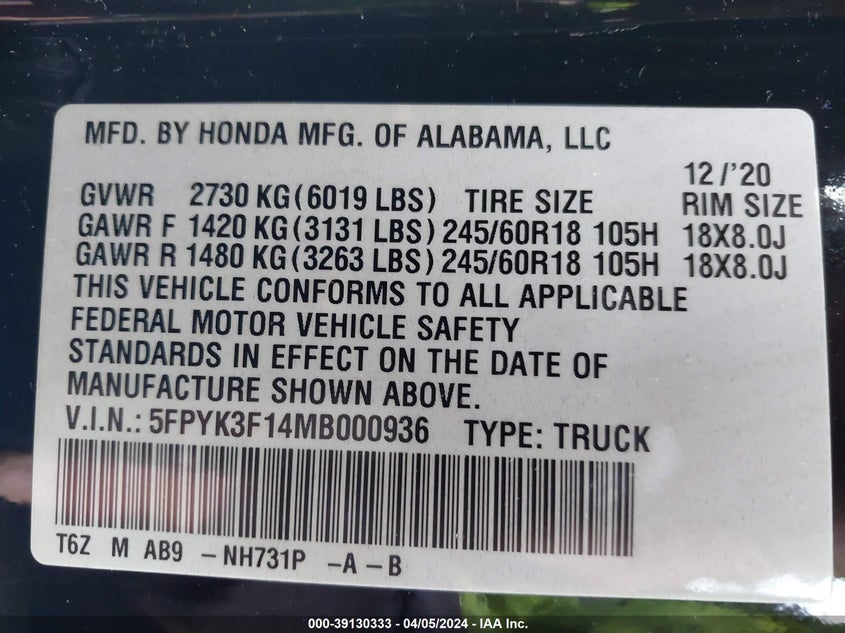 MFD. BY HONDA MFG. OF ALABAMA, LLC
12/'20
GVWR 2730 KG(6019 LBS) TIRE SIZE RIM SIZE
GAWR F 1420 KG(3131 LBS) 245/60R18 105H 18X8.0J
GAWR R 1480 KG(3263 LBS) 245/60R18 105H 18X8.0J
THIS VEHICLE CONFORMS TO ALL APPLICABLE
FEDERAL MOTOR VEHICLE SAFETY
STANDARDS IN EFFECT ON THE DATE OF
MANUFACTURE SHOWN ABOVE.
V.I.N.: 5FPYK3F14MB000936 TYPE: TRUCK
T6Z M AB9 -NH731P -A -B
000-39130333 - 04/05/2024 - IAA Inc.